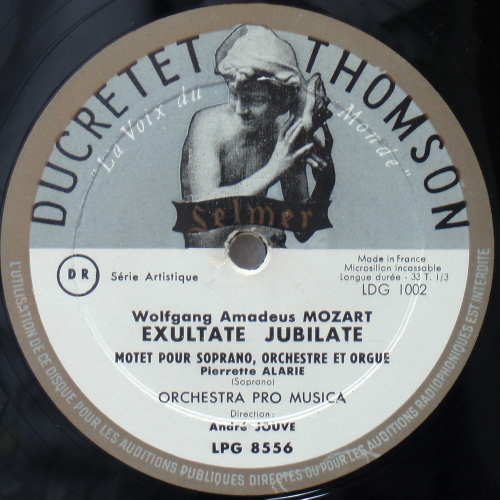 DUCRETET THOMSON
"La Voix du Monde"
Selmer
DR
Série Artistique
Made in France
Microsillon incassable
Longue durée - 33 T. 1/3
LDG 1002
Wolfgang Amadeus MOZART
EXULTATE JUBILATE
MOTET POUR SOPRANO, ORCHESTRE ET ORGUE
Pierrette ALARIE
(Soprano)
ORCHESTRA PRO MUSICA
Direction:
André JOUVE
LPG 8556
L'UTILISATION DE CE DISQUE POUR LES AUDITIONS PUBLIQUES DIRECTES OU POUR LES AUDITIONS RADIOPHONIQUES EST INTERDITE